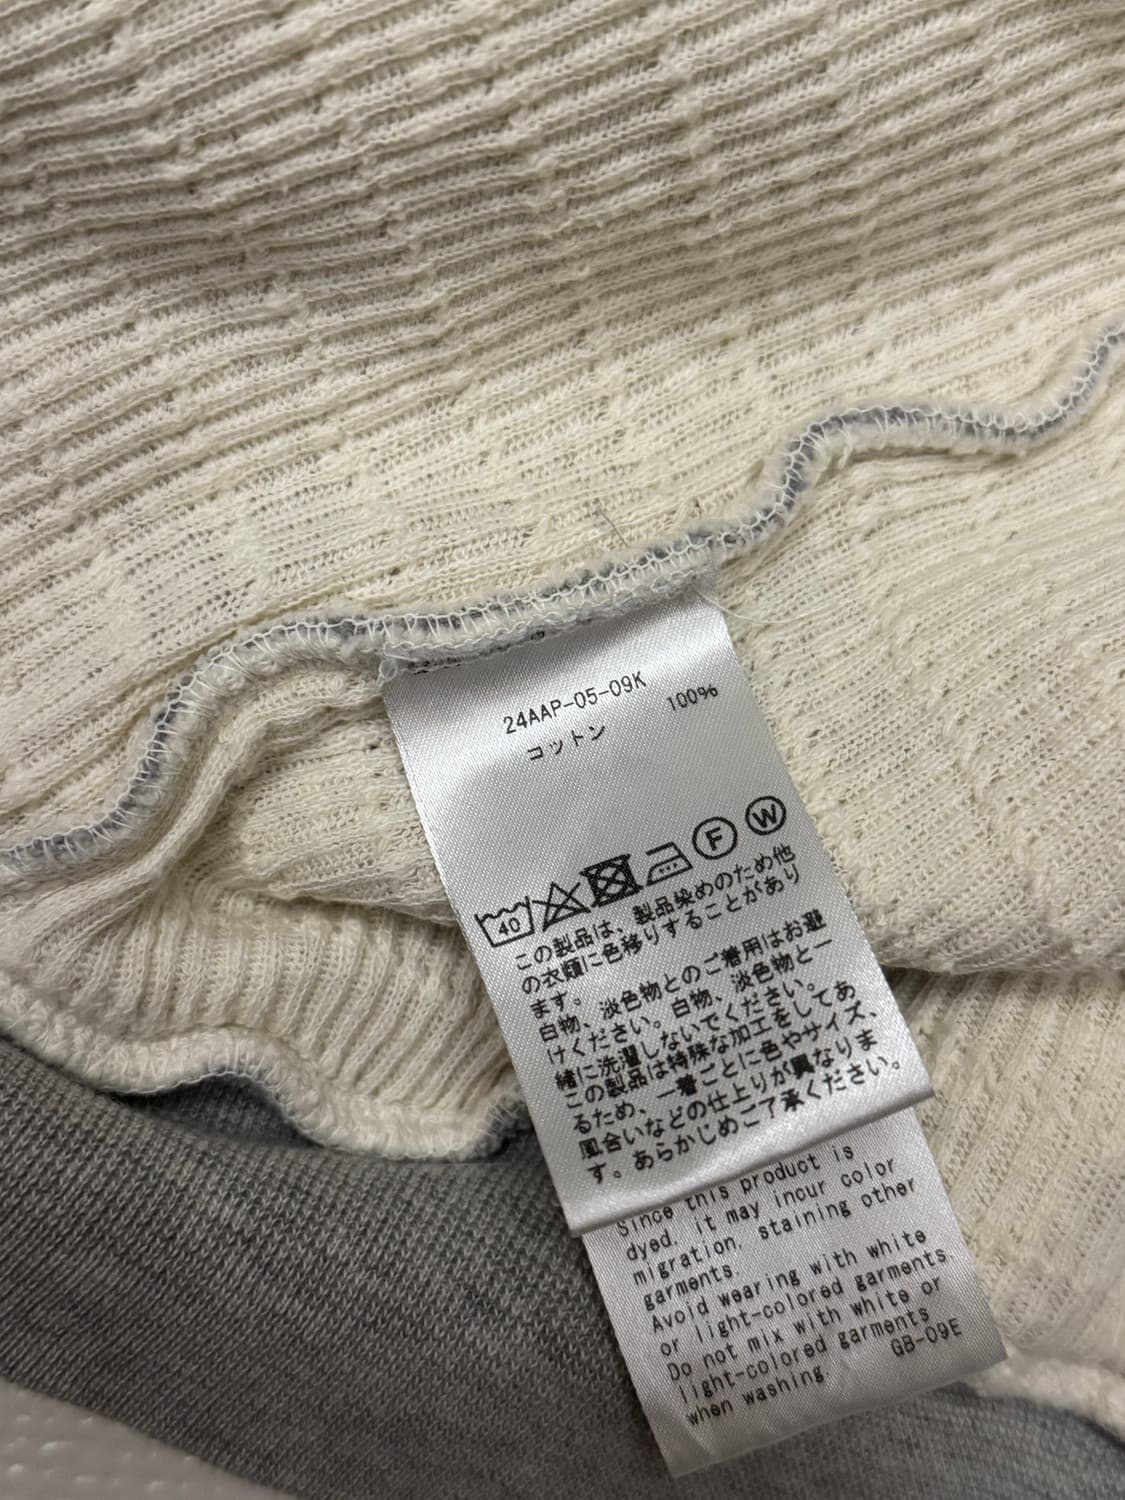 24AAP-05-09K
コットン 100%
40 F W
この製品は、製品染めのため他
の衣類に色移りすることがあり
ます。
白物、淡色物とのご着用はお避
けください。白物、淡色物と一
緒に洗濯しないでください。
この製品は特殊な加工をしてあ
るため、一着ごとに色やサイズ、
風合いなどの仕上りが異なりま
す。あらかじめご了承ください。
Since this product is
dyed, it may incur color
migration, staining other
garments.
Avoid wearing with white
or light-colored garments.
Do not mix with white or
light-colored garments
when washing.
GB-09E